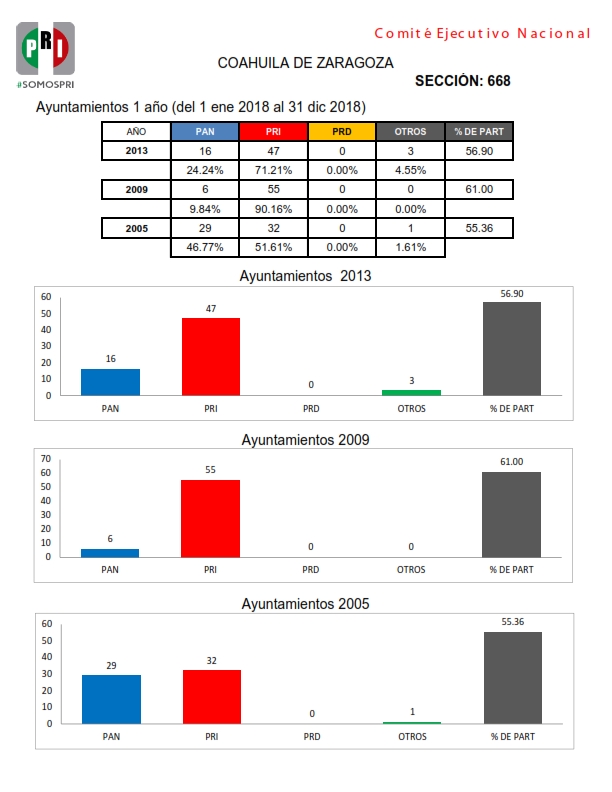 PRI
#SOMOSPRI
Comité Ejecutivo Nacional
COAHUILA DE ZARAGOZA
SECCIÓN: 668
Ayuntamientos 1 año (del 1 ene 2018 al 31 dic 2018)
AÑO PAN PRI PRD OTROS % DE PART
2013 16 47 0 3 56.90
24.24% 71.21% 0.00% 4.55%
2009 6 55 0 0 61.00
9.84% 90.16% 0.00% 0.00%
2005 29 32 0 1 55.36
46.77% 51.61% 0.00% 1.61%
Ayuntamientos 2013
60
50
40
30
20
10
0
16 47 0 3 56.90
PAN PRI PRD OTROS % DE PART
Ayuntamientos 2009
70
60
50
40
30
20
10
0
6 55 0 0 61.00
PAN PRI PRD OTROS % DE PART
Ayuntamientos 2005
60
50
40
30
20
10
0
29 32 0 1 55.36
PAN PRI PRD OTROS % DE PART